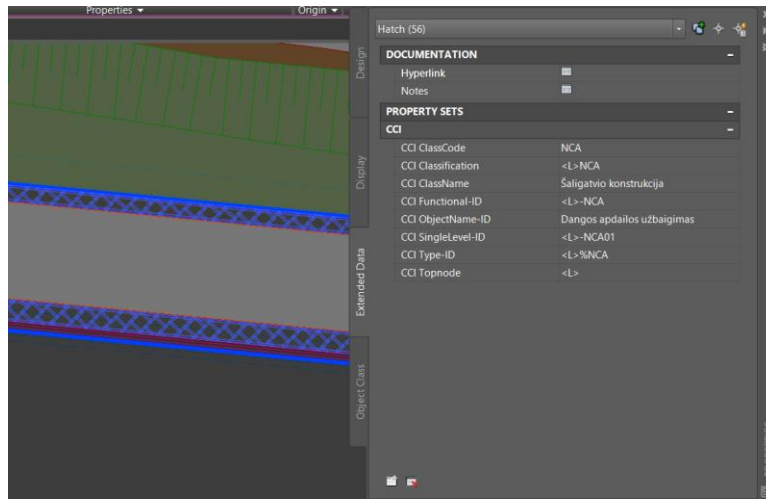 Properties
Origin
Hatch (56)
Design
Display
Extended Data
Object Class
DOCUMENTATION
Hyperlink
Notes
PROPERTY SETS
CCI
CCI ClassCode NCA
CCI Classification <L>NCA
CCI ClassName Šaligatvio konstrukcija
CCI Functional-ID <L>-NCA
CCI ObjectName-ID Dangos apdailos užbaigimas
CCI SingleLevel-ID <L>-NCA01
CCI Type-ID <L>%NCA
CCI Topnode <L>